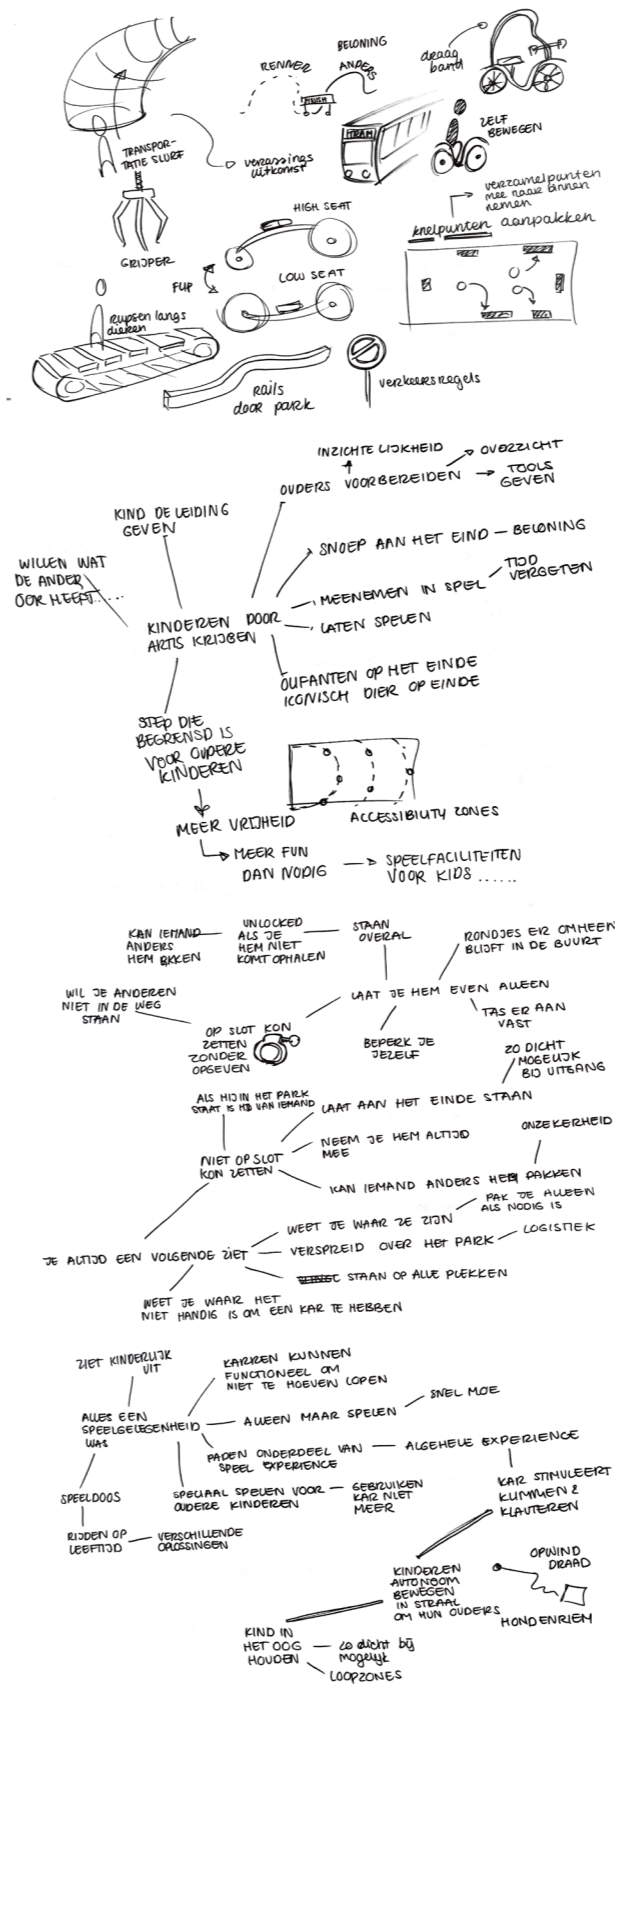 BELONING
RENNER
ANDERS
FINISH
draag
band
TRAM
ZELF
BEWEGEN
TRANSPOR-
TATIE SLURF
verassings
uitkomst
verzamelpunten
mee naar binnen
nemen
knelpunten aanpakken
HIGH SEAT
GRIJPER
FLIP
LOW SEAT
Rupsen langs
dieren
rails
door park
verkeersregels
INZICHTELIJKHEID
OVERZICHT
OUDERS VOORBEREIDEN
TOOLS
GEVEN
KIND DE LEIDING
GEVEN
SNOEP AAN HET EIND – BELONING
WILLEN WAT
DE ANDER
OOK HEEFT.....
TIJD
VERGETEN
MEENEMEN IN SPEL
KINDEREN DOOR
ARTIS KRIJGEN
LATEN SPELEN
OLIFANTEN OP HET EINDE
ICONISCH DIER OP EINDE
STEP DIE
BEGRENSD IS
VOOR OUDERE
KINDEREN
MEER VRIJHEID
ACCESSIBILITY ZONES
MEER FUN
DAN NODIG
SPEELFACILITEITEN
VOOR KIDS ......
KAN IEMAND
ANDERS
HEM PAKKEN
UNLOCKED
ALS JE
HEM NIET
KOMT OPHALEN
STAAN
OVERAL
RONDJES ER OMHEEN
BLIJFT IN DE BUURT
WIL JE ANDEREN
NIET IN DE WEG
STAAN
LAAT JE HEM EVEN ALLEEN
TAS ER AAN
VAST
OP SLOT KON
ZETTEN
ZONDER
OPGEVEN
BEPERK JE
JEZELF
ZO DICHT
MOGELIJK
BIJ UITGANG
ALS HIJ IN HET PARK
STAAT IS HIJ VAN IEMAND
LAAT AAN HET EINDE STAAN
ONZEKERHEID
NEEM JE HEM ALTIJD
MEE
NIET OP SLOT
KON ZETTEN
KAN IEMAND ANDERS HEM PAKKEN
PAK JE ALLEEN
ALS NODIG IS
WEET JE WAAR ZE ZIJN
JE ALTIJD EEN VOLGENDE ZIET
VERSPREID OVER HET PARK
LOGISTIEK
STAAN OP ALLE PLEKKEN
WEET JE WAAR HET
NIET HANDIG IS OM EEN KAR TE HEBBEN
ZIET KINDERLIJK
UIT
KARREN KUNNEN
FUNCTIONEEL OM
NIET TE HOEVEN LOPEN
ALLES EEN
SPEELGELEGENHEID
WAS
ALLEEN MAAR SPELEN
SNEL MOE
PADEN ONDERDEEL VAN
SPEEL EXPERIENCE
ALGEHELE EXPERIENCE
SPEELDOOS
SPECIAAL SPELEN VOOR
OUDERE KINDEREN
GEBRUIKEN
KAR NIET
MEER
KAR STIMULEERT
KLIMMEN &
KLAUTEREN
RIJDEN OP
LEEFTIJD
VERSCHILLENDE
OPLOSSINGEN
KINDEREN
AUTONOOM
BEWEGEN
IN STRAAL
OM HUN OUDERS
OPWIND
DRAAD
HONDENRIEM
KIND IN
HET OOG
HOUDEN
zo dicht bij
mogelijk
LOOPZONES